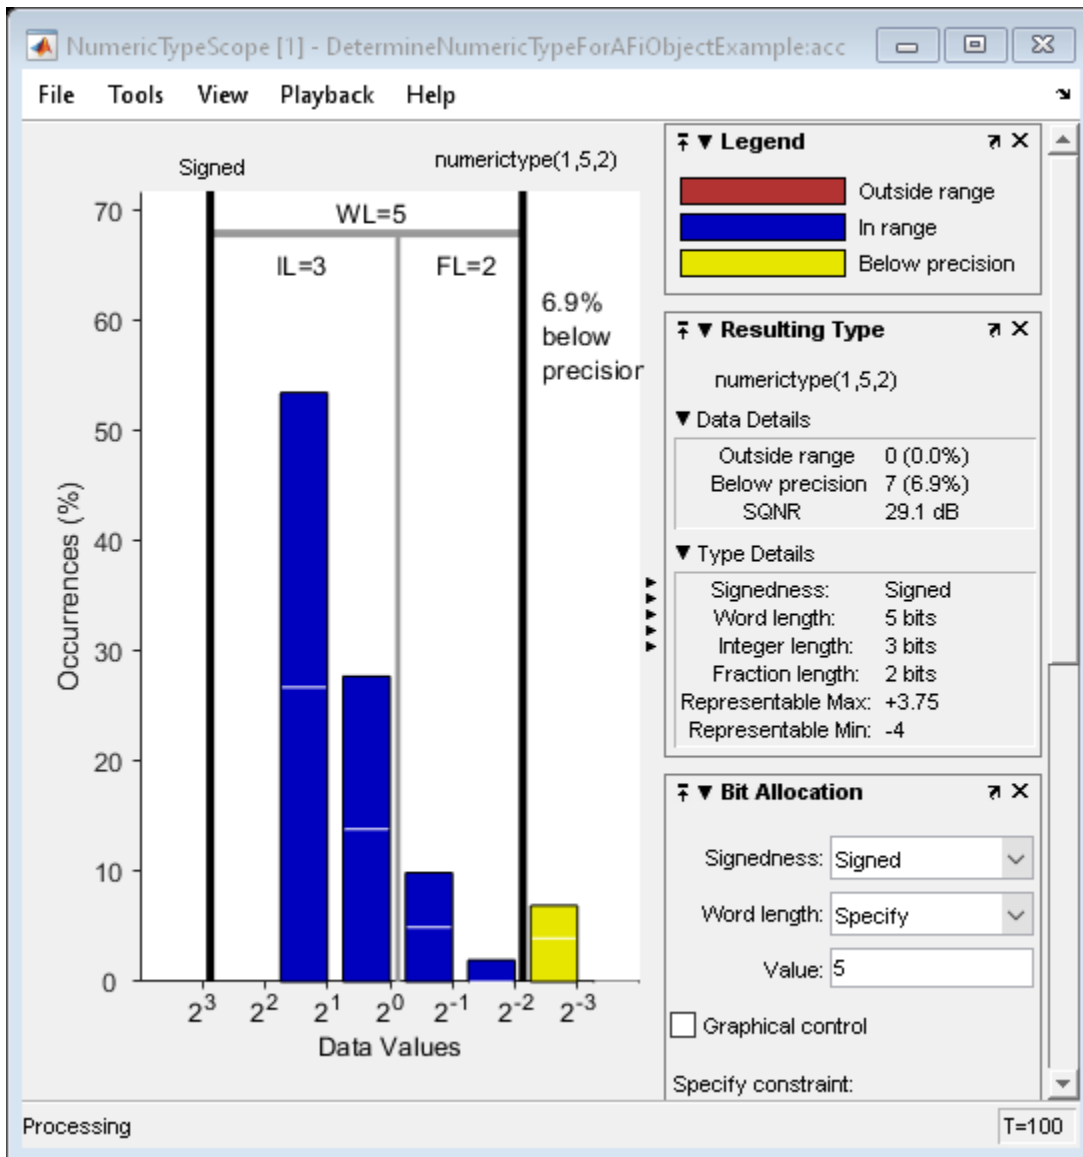 NumericTypeScope [1] - DetermineNumericTypeForAFiObjectExample:acc
File Tools View Playback Help
Signed
numerictype(1,5,2)
WL=5
IL=3
FL=2
6.9%
below
precision
70
60
50
40
30
20
10
0
Occurrences (%)
2^3 2^2 2^1 2^0 2^-1 2^-2 2^-3
Data Values
Legend
Outside range
In range
Below precision
Resulting Type
numerictype(1,5,2)
Data Details
Outside range 0 (0.0%)
Below precision 7 (6.9%)
SQNR 29.1 dB
Type Details
Signedness: Signed
Word length: 5 bits
Integer length: 3 bits
Fraction length: 2 bits
Representable Max: +3.75
Representable Min: -4
Bit Allocation
Signedness: Signed
Word length: Specify
Value: 5
Graphical control
Specify constraint:
Processing
T=100